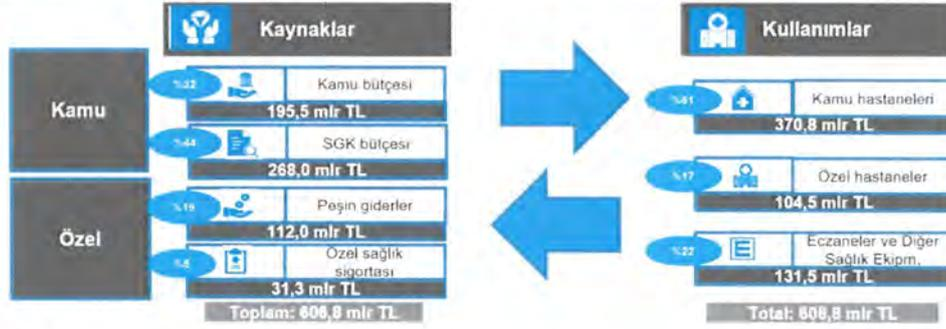 Kaynaklar
Kullanımlar
Kamu
%32
Kamu bütçesi
195,5 mlr TL
%44
SGK bütçesi
268,0 mlr TL
Özel
%19
Peşin giderler
112,0 mlr TL
%5
Özel sağlık
sigortası
31,3 mlr TL
Toplam: 606,8 mlr TL
%61
Kamu hastaneleri
370,8 mlr TL
%17
Özel hastaneler
104,5 mlr TL
%22
Eczaneler ve Diğer
Sağlık Ekipm.
131,5 mlr TL
Total: 606,8 mlr TL